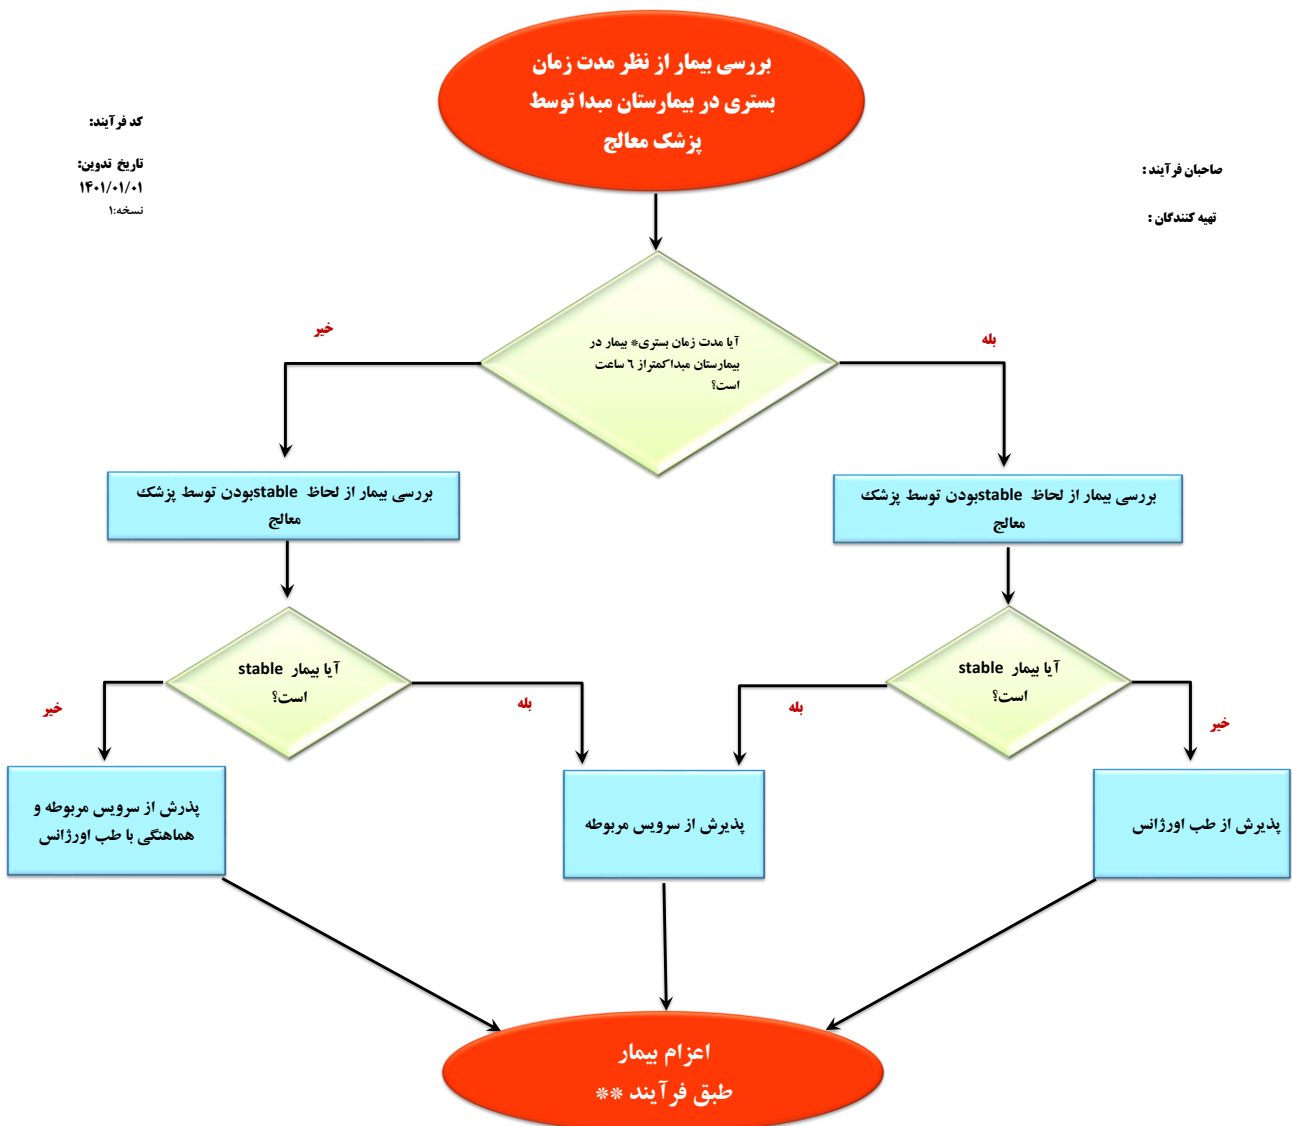 بررسی بیمار از نظر مدت زمان
بستری در بیمارستان مبدا توسط
پزشک معالج
صاحبان فرآیند :
تهیه کنندگان :
کد فرآیند:
تاریخ تدوین:
۱۴۰۱/۰۱/۰۱
نسخه:۱
آیا مدت زمان بستری* بیمار در
بیمارستان مبداکمتراز ٦ ساعت
است؟
بله
خیر
بررسی بیمار از لحاظ stableبودن توسط پزشک
معالج
بررسی بیمار از لحاظ stableبودن توسط پزشک
معالج
آیا بیمار stable
است؟
آیا بیمار stable
است؟
خیر
بله
بله
خیر
پذیرش از طب اورژانس
پذیرش از سرویس مربوطه
پذرش از سرویس مربوطه و
هماهنگی با طب اورژانس
اعزام بیمار
طبق فرآیند **